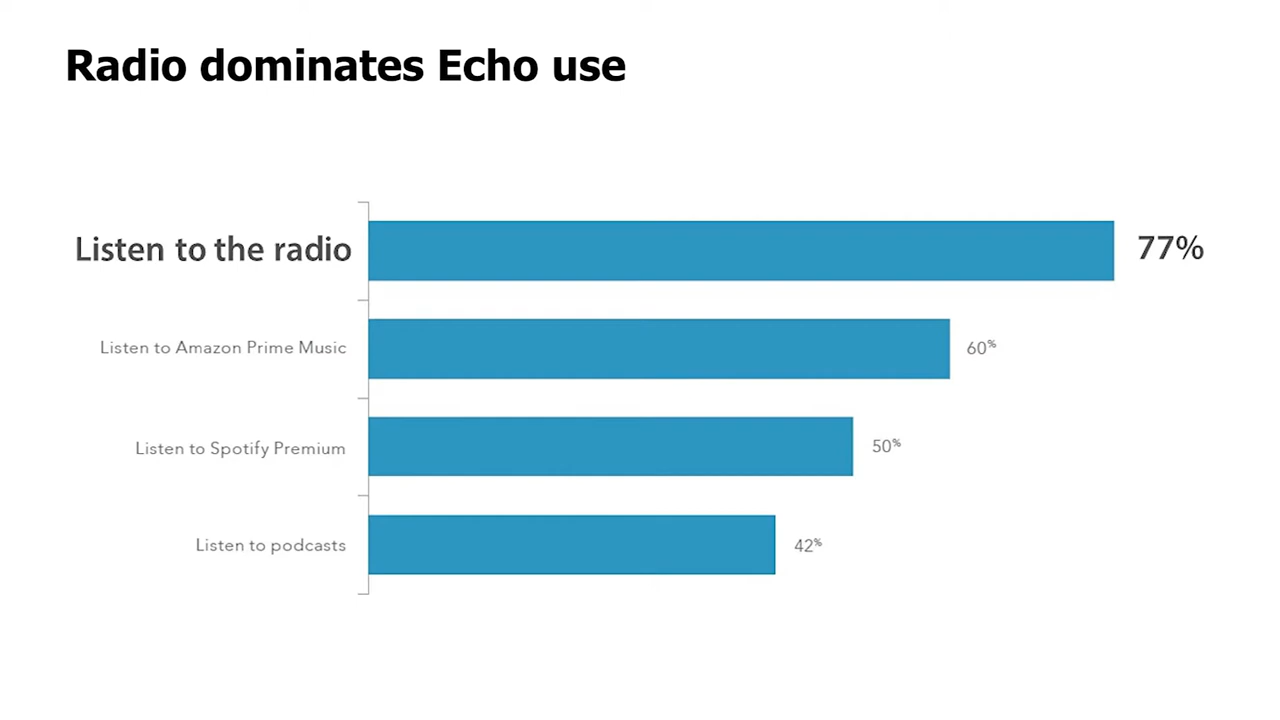 Radio dominates Echo use
Listen to the radio 77%
Listen to Amazon Prime Music 60%
Listen to Spotify Premium 50%
Listen to podcasts 42%